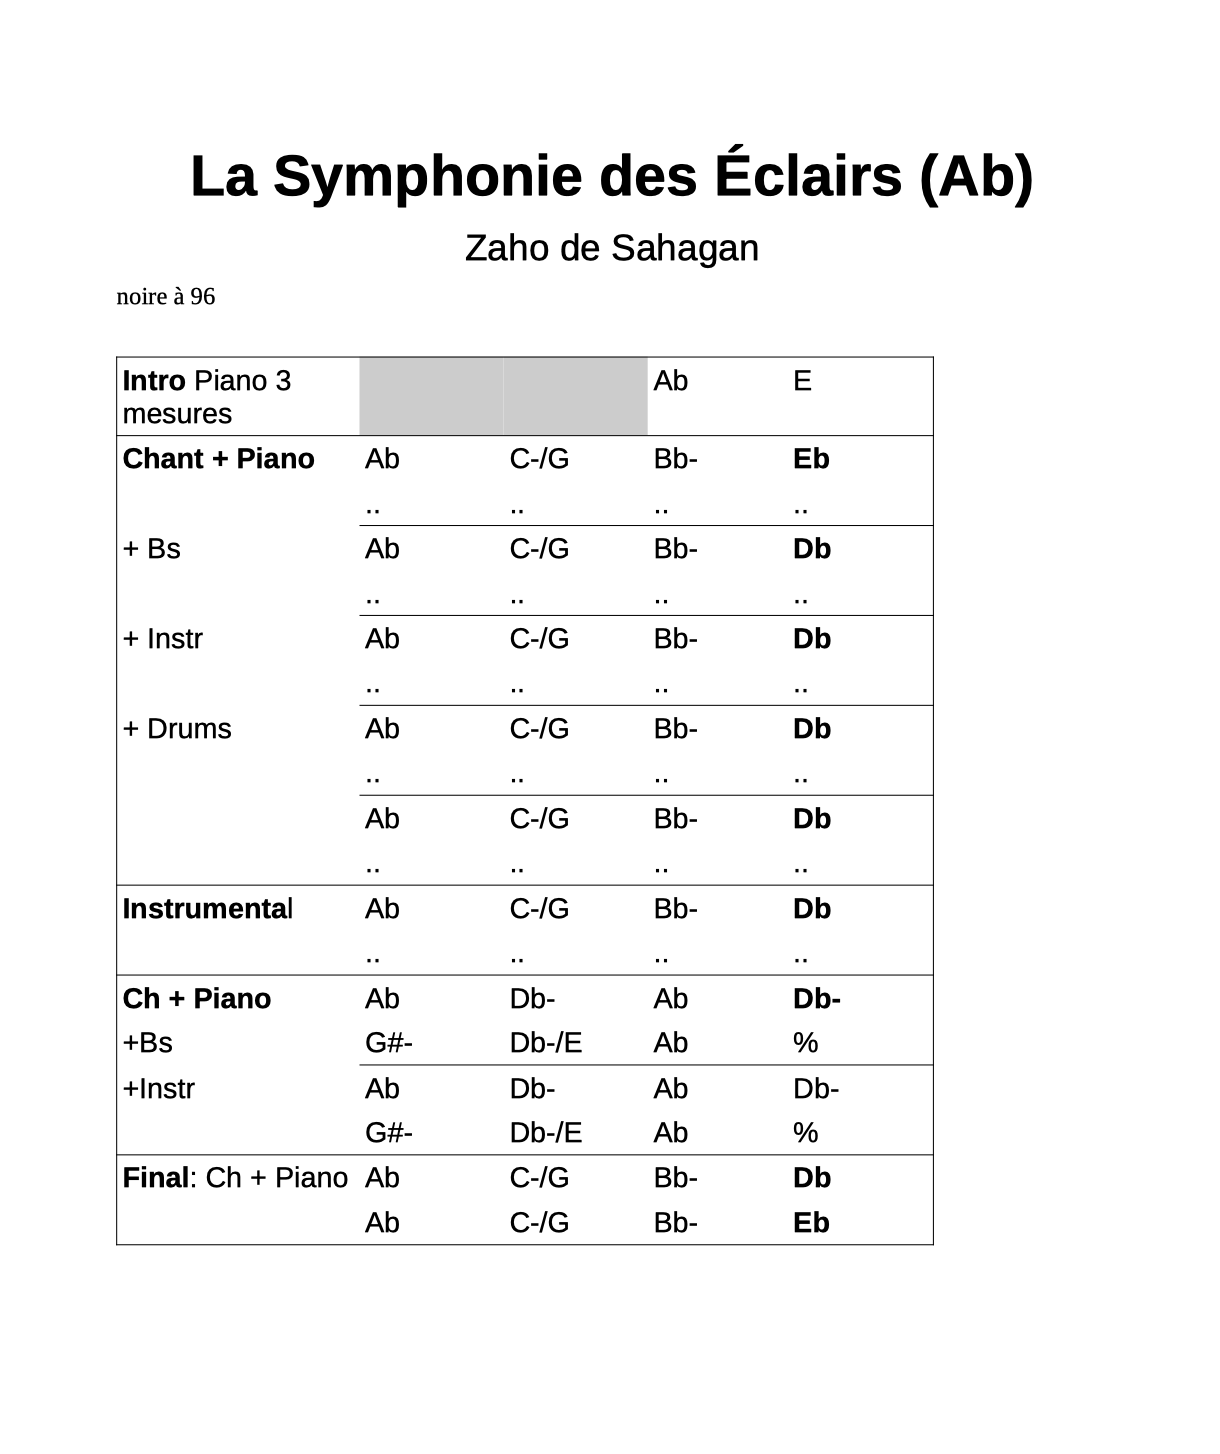 La Symphonie des Éclairs (Ab)
Zaho de Sahagan
noire à 96
Intro Piano 3 mesures Ab E
Chant + Piano Ab C-/G Bb- Eb
.. .. .. ..
+ Bs Ab C-/G Bb- Db
.. .. .. ..
+ Instr Ab C-/G Bb- Db
.. .. .. ..
+ Drums Ab C-/G Bb- Db
.. .. .. ..
Ab C-/G Bb- Db
.. .. .. ..
Instrumental Ab C-/G Bb- Db
.. .. .. ..
Ch + Piano Ab Db- Ab Db-
+Bs G#- Db-/E Ab %
+Instr Ab Db- Ab Db-
G#- Db-/E Ab %
Final: Ch + Piano Ab C-/G Bb- Db
Ab C-/G Bb- Eb